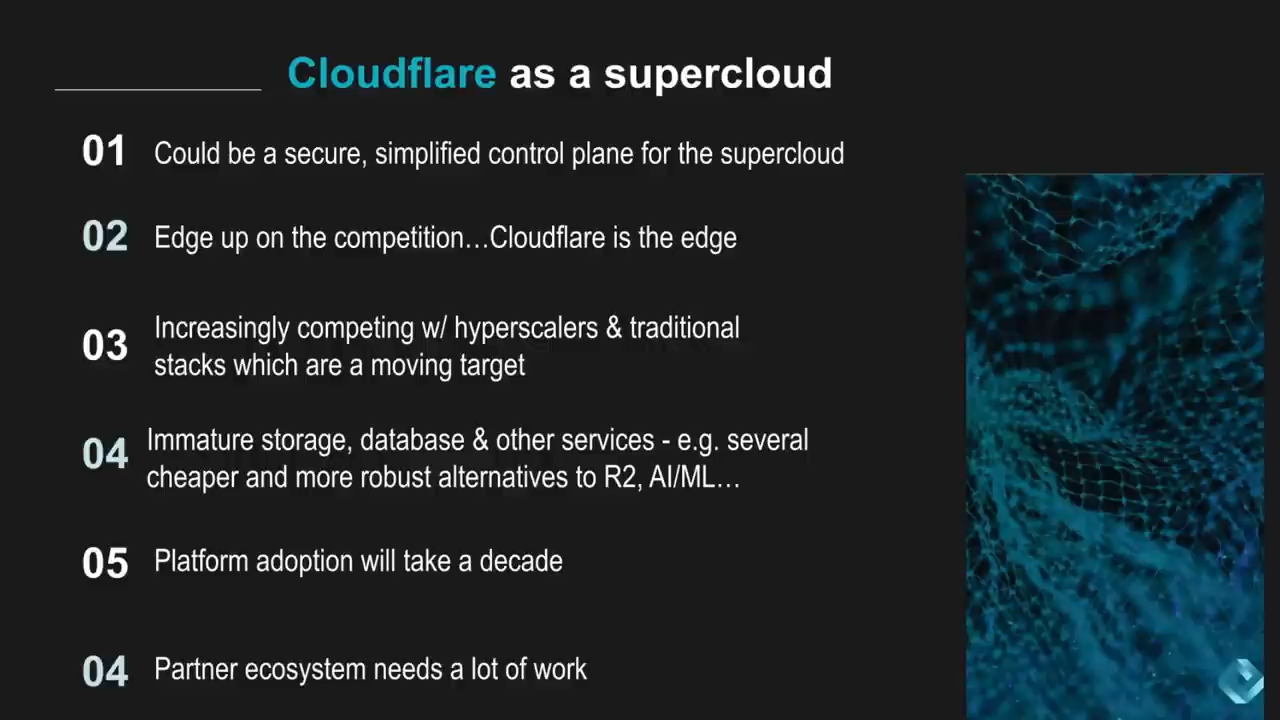 Cloudflare as a supercloud
01 Could be a secure, simplified control plane for the supercloud
02 Edge up on the competition…Cloudflare is the edge
03 Increasingly competing w/ hyperscalers & traditional
stacks which are a moving target
04 Immature storage, database & other services - e.g. several
cheaper and more robust alternatives to R2, AI/ML…
05 Platform adoption will take a decade
04 Partner ecosystem needs a lot of work